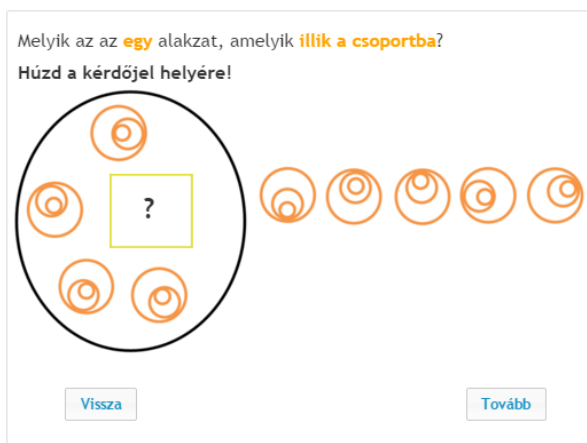 Melyik az az egy alakzat, amelyik illik a csoportba?
Húzd a kérdőjel helyére!
?
Vissza
Tovább